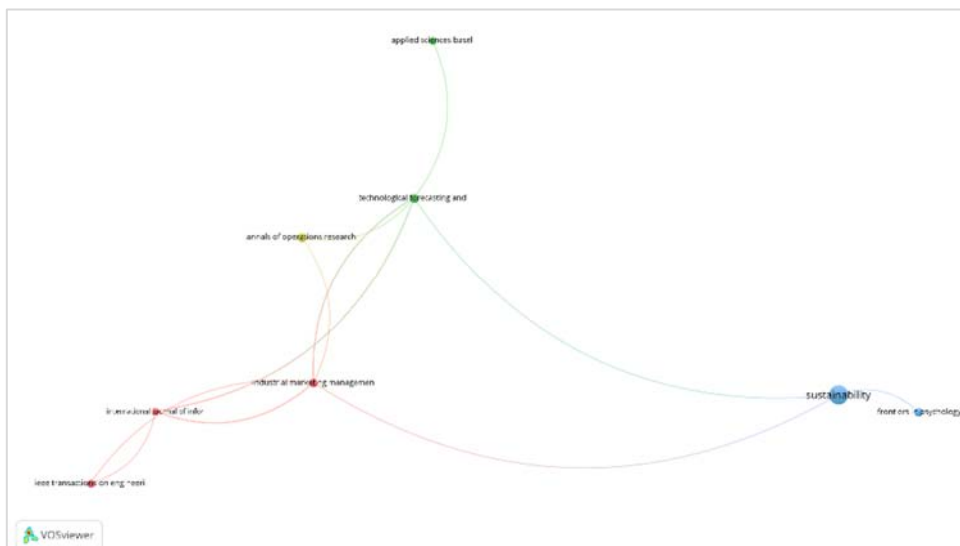 applied sciences-basel
technological forecasting and
annals of operations research
industrial marketing managemen
international journal of infor
sustainability
frontiers in psychology
ieee transactions on engineeri
VOSviewer